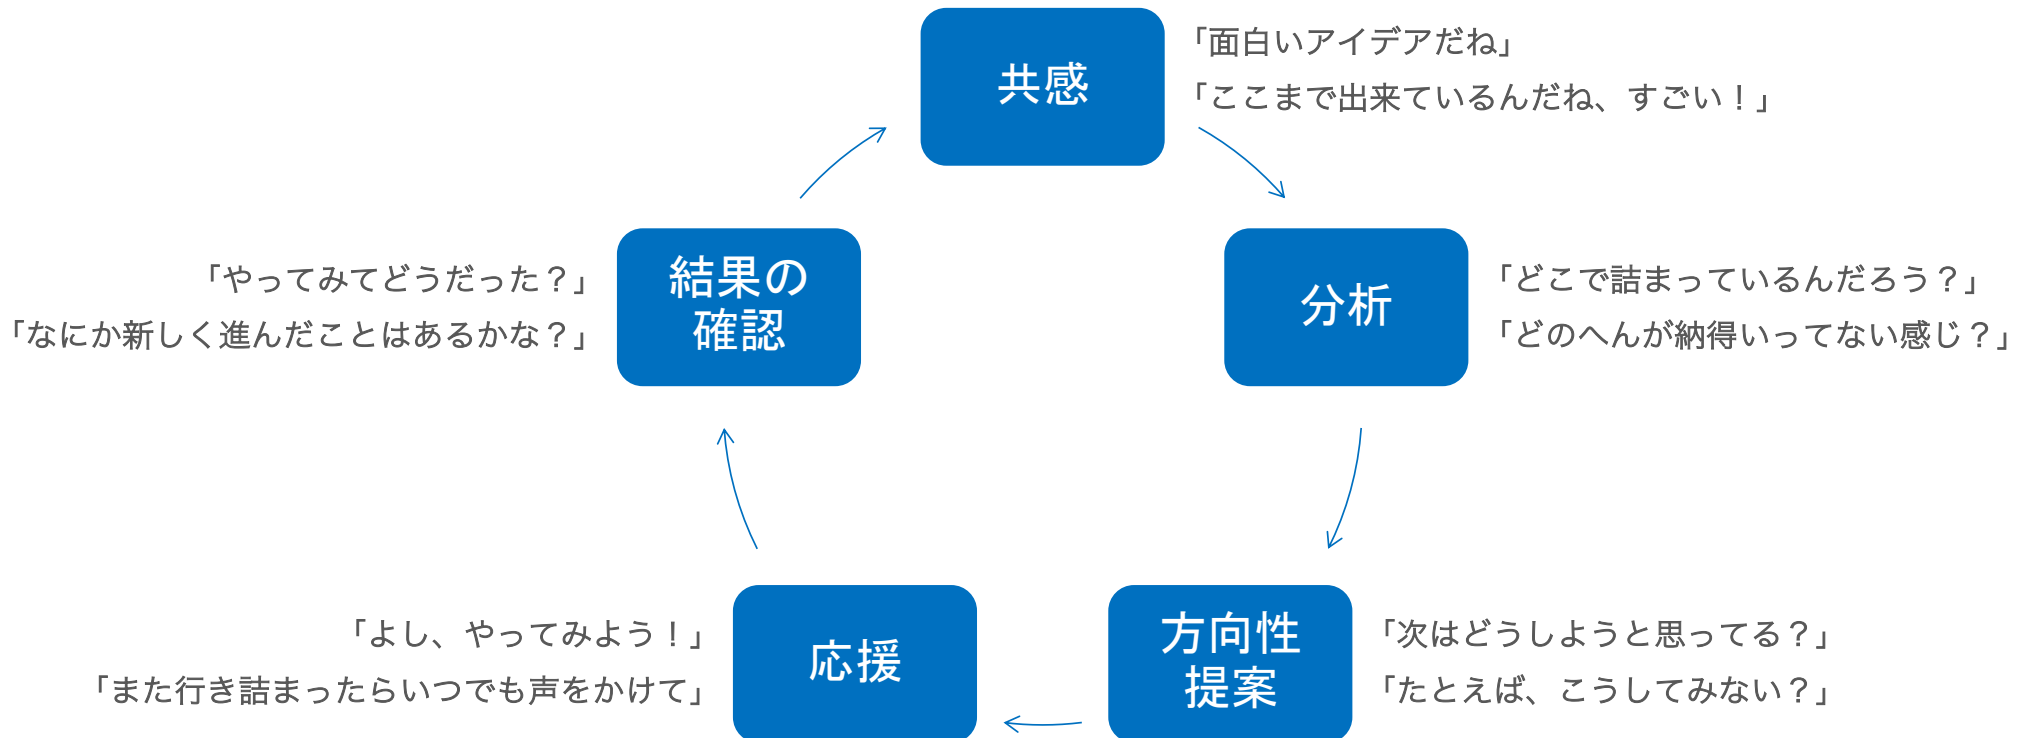 共感
「面白いアイデアだね」
「ここまで出来ているんだね、すごい！」
分析
「どこで詰まっているんだろう？」
「どのへんが納得いってない感じ？」
方向性
提案
「次はどうしようと思ってる？」
「たとえば、こうしてみない？」
応援
「よし、やってみよう！」
「また行き詰まったらいつでも声をかけて」
結果の
確認
「やってみてどうだった？」
「なにか新しく進んだことはあるかな？」